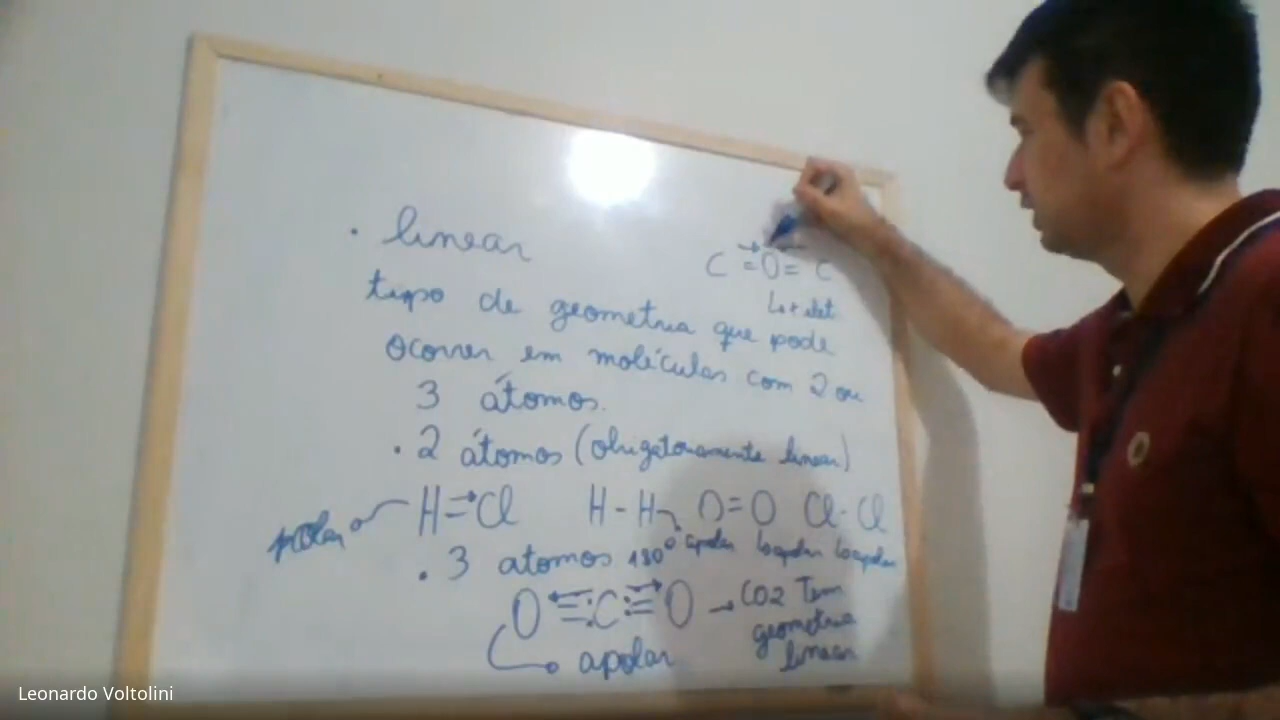 . linear
C = O = C
L. + elet.
tipo de geometria que pode
ocorrer em moléculas com 2 ou
3 átomos.
. 2 átomos (obrigatoriamente linear)
polar H - Cl H - H O = O Cl - Cl
. 3 atomos 180° apolar apolar apolar
O = C = O → CO2 Tem
geometria
linear
apolar
Leonardo Voltolini